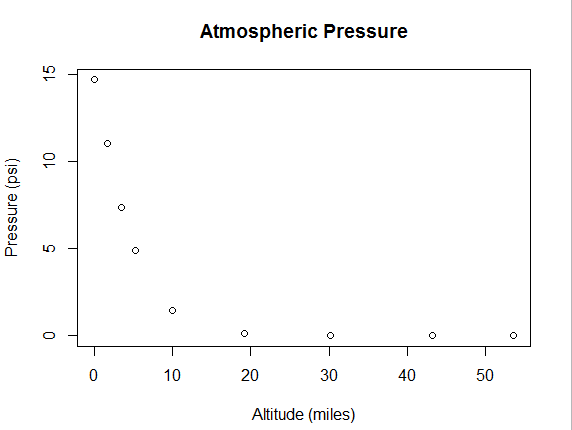 Atmospheric Pressure
Pressure (psi)
15
10
5
0
0 10 20 30 40 50
Altitude (miles)